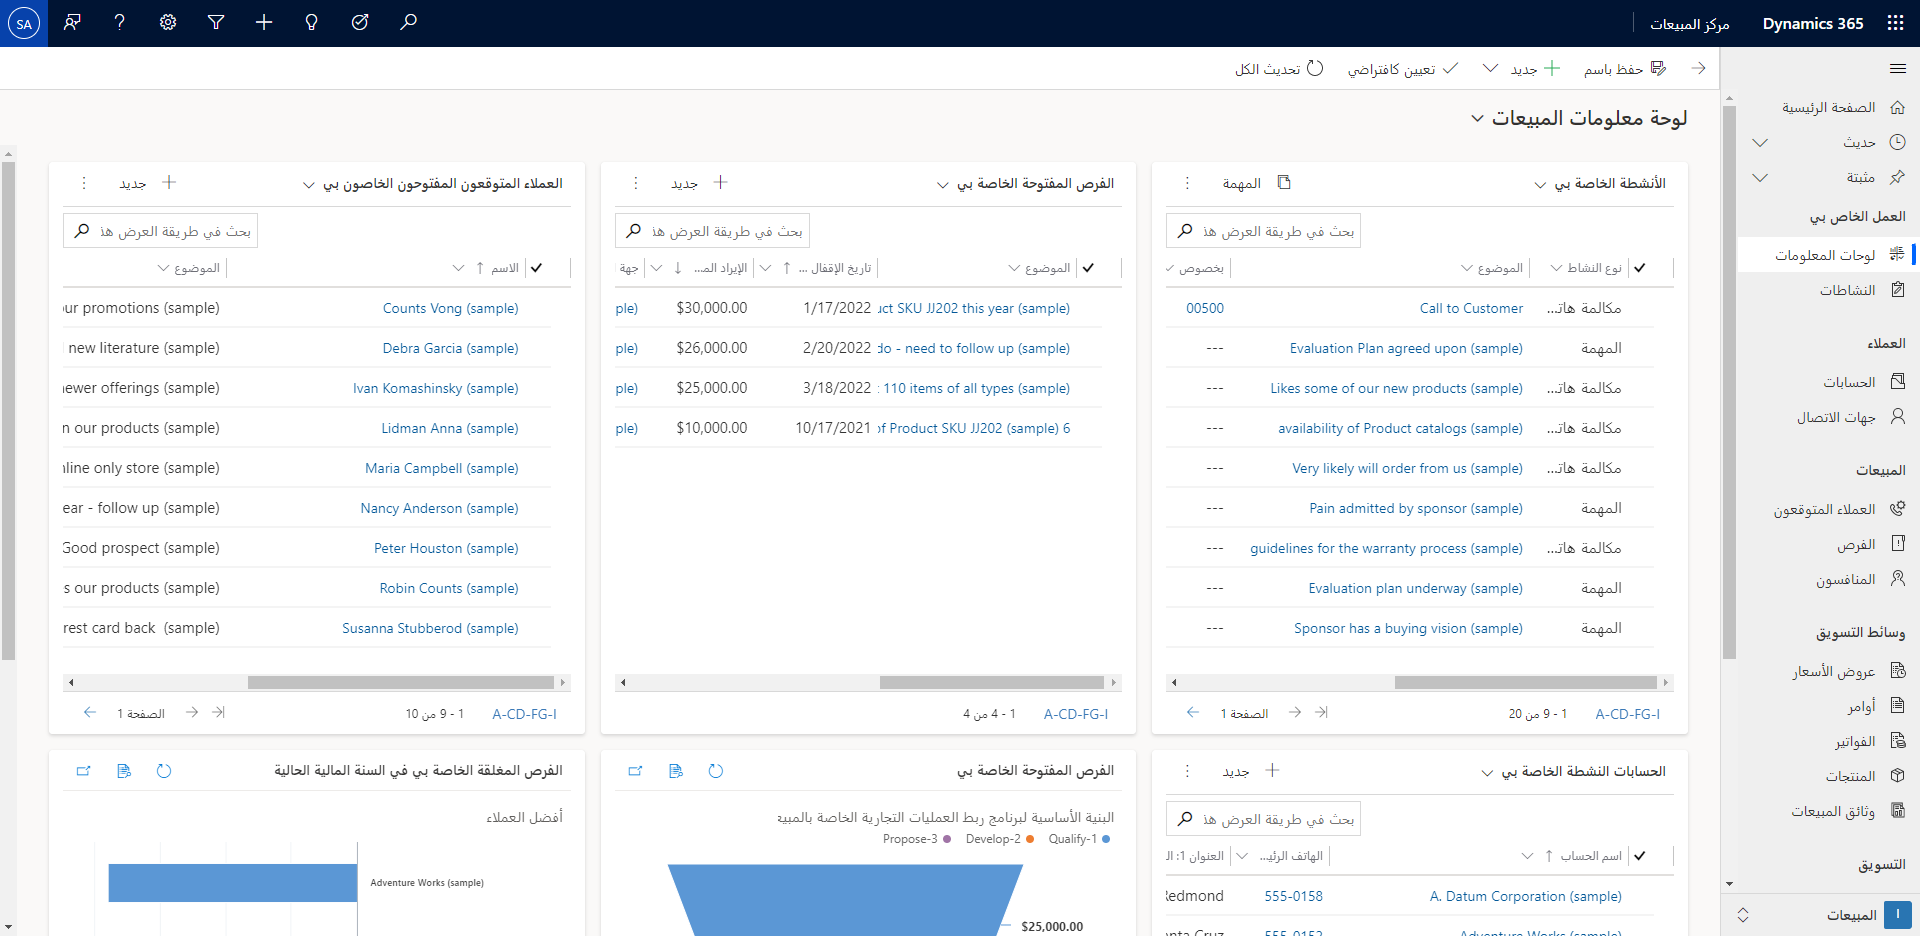 Dynamics 365
مركز المبيعات
SA
حفظ باسم
جديد
تعيين كافتراضي
تحديث الكل
الصفحة الرئيسية
حديث
مثبتة
العمل الخاص بي
لوحات المعلومات
النشاطات
العملاء
الحسابات
جهات الاتصال
المبيعات
العملاء المتوقعون
الفرص
المنافسون
وسائط التسويق
عروض الأسعار
أوامر
الفواتير
المنتجات
وثائق المبيعات
التسويق
I المبيعات
لوحة معلومات المبيعات
الأنشطة الخاصة بي
المهمة
بحث في طريقة العرض هذ
نوع النشاط الموضوع بخصوص
مكالمة هات... Call to Customer 00500
المهمة Evaluation Plan agreed upon (sample) ---
مكالمة هات... Likes some of our new products (sample) ---
مكالمة هات... availability of Product catalogs (sample) ---
مكالمة هات... Very likely will order from us (sample) ---
المهمة Pain admitted by sponsor (sample) ---
مكالمة هات... guidelines for the warranty process (sample) ---
المهمة Evaluation plan underway (sample) ---
المهمة Sponsor has a buying vision (sample) ---
A-CD-FG-I
1 - 9 من 20
الصفحة 1
الفرص المفتوحة الخاصة بي
جديد
بحث في طريقة العرض هذ
الموضوع تاريخ الإقفال ... الإيراد المـ... جهة
uct SKU JJ202 this year (sample) 1/17/2022 $30,000.00 ple)
do - need to follow up (sample) 2/20/2022 $26,000.00 ple)
: 110 items of all types (sample) 3/18/2022 $25,000.00 ple)
of Product SKU JJ202 (sample) 6 10/17/2021 $10,000.00 ple)
A-CD-FG-I
1 - 4 من 4
العملاء المتوقعون المفتوحون الخاصون بي
جديد
بحث في طريقة العرض هذ
الاسم الموضوع
Counts Vong (sample) ur promotions (sample)
Debra Garcia (sample) new literature (sample)
Ivan Komashinsky (sample) newer offerings (sample)
Lidman Anna (sample) n our products (sample)
Maria Campbell (sample) nline only store (sample)
Nancy Anderson (sample) ear - follow up (sample)
Peter Houston (sample) Good prospect (sample)
Robin Counts (sample) s our products (sample)
Susanna Stubberod (sample) rest card back (sample)
A-CD-FG-I
1 - 9 من 10
الصفحة 1
الحسابات النشطة الخاصة بي
جديد
بحث في طريقة العرض هذ
اسم الحساب الهاتف الرئيـ... العنوان 1: الـ
A. Datum Corporation (sample) 555-0158 Redmond
Adventure Works (sample) 555-0152 anta Cruz
الفرص المفتوحة الخاصة بي
البنية الأساسية لبرنامج ربط العمليات التجارية الخاصة بالمبيع
Qualify-1 Develop-2 Propose-3
$25,000.00
الفرص المغلقة الخاصة بي في السنة المالية الحالية
أفضل العملاء
Adventure Works (sample)